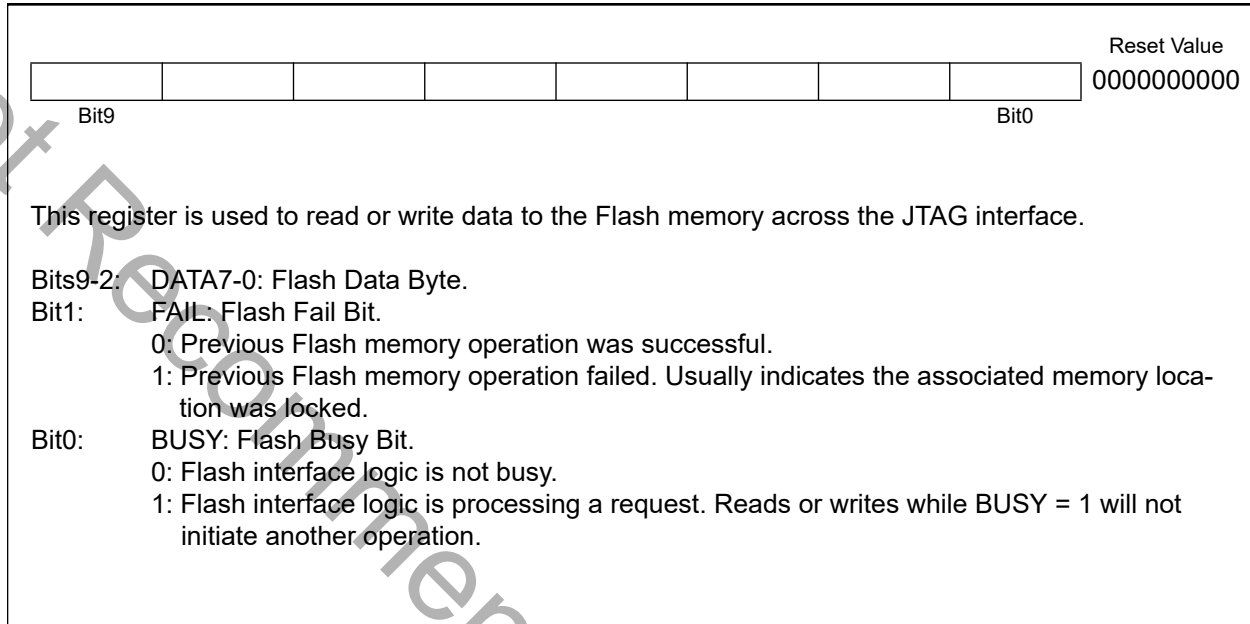 Reset Value
0000000000
Bit9 Bit0
This register is used to read or write data to the Flash memory across the JTAG interface.
Bits9-2: DATA7-0: Flash Data Byte.
Bit1: FAIL: Flash Fail Bit.
0: Previous Flash memory operation was successful.
1: Previous Flash memory operation failed. Usually indicates the associated memory loca-
tion was locked.
Bit0: BUSY: Flash Busy Bit.
0: Flash interface logic is not busy.
1: Flash interface logic is processing a request. Reads or writes while BUSY = 1 will not
initiate another operation.